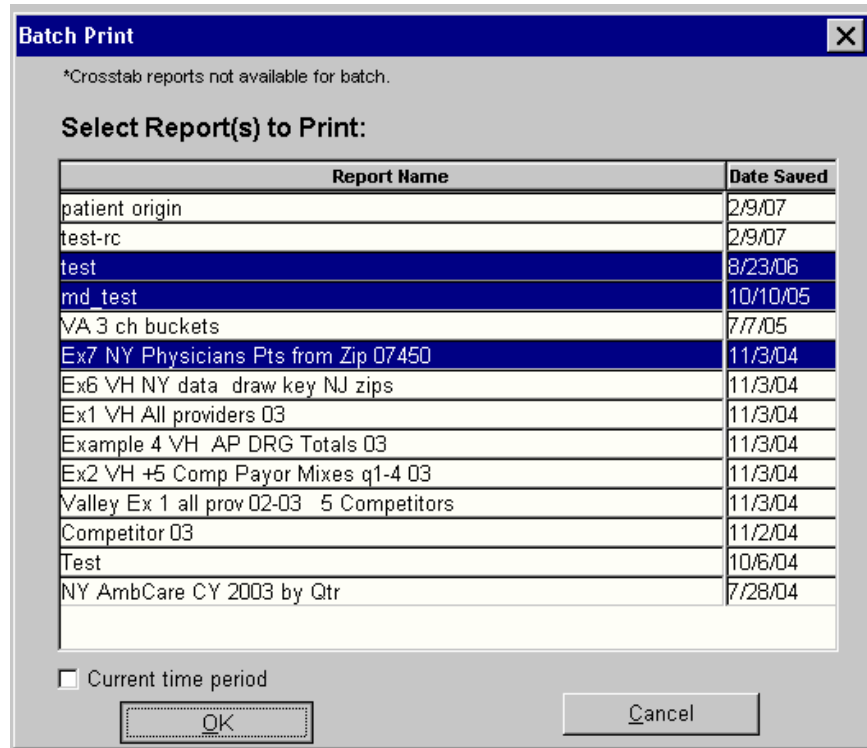 Batch Print
*Crosstab reports not available for batch.
Select Report(s) to Print:
Report Name Date Saved
patient origin 2/9/07
test-rc 2/9/07
test 8/23/06
md_test 10/10/05
VA 3 ch buckets 7/7/05
Ex7 NY Physicians Pts from Zip 07450 11/3/04
Ex6 VH NY data  draw key NJ zips 11/3/04
Ex1 VH All providers 03 11/3/04
Example 4 VH  AP DRG Totals 03 11/3/04
Ex2 VH +5 Comp Payor Mixes q1-4 03 11/3/04
Valley Ex 1 all prov 02-03   5 Competitors 11/3/04
Competitor 03 11/2/04
Test 10/6/04
NY AmbCare CY 2003 by Qtr 7/28/04
Current time period
OK Cancel